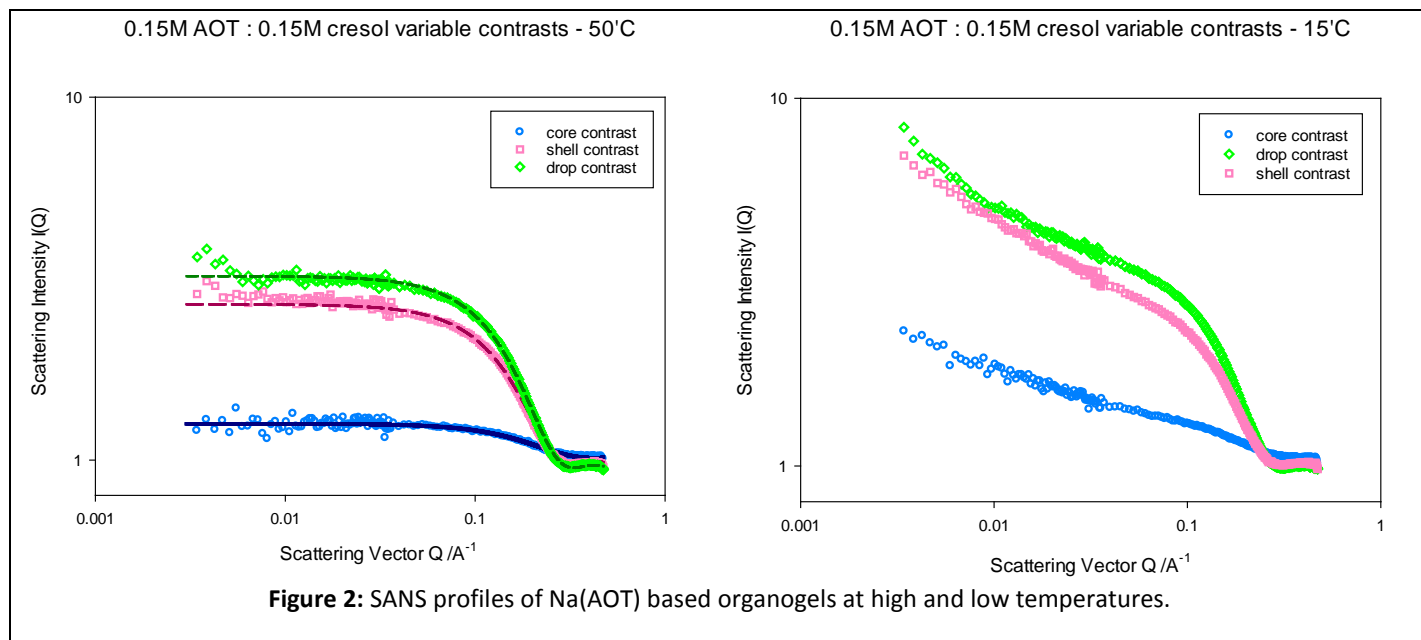 0.15M AOT : 0.15M cresol variable contrasts - 50'C
10
core contrast
shell contrast
drop contrast
Scattering Intensity I(Q)
1
0.001
0.01
0.1
1
Scattering Vector Q /A-1
0.15M AOT : 0.15M cresol variable contrasts - 15'C
10
core contrast
drop contrast
shell contrast
Scattering Intensity I(Q)
1
0.001
0.01
0.1
1
Scattering Vector Q /A-1
Figure 2: SANS profiles of Na(AOT) based organogels at high and low temperatures.